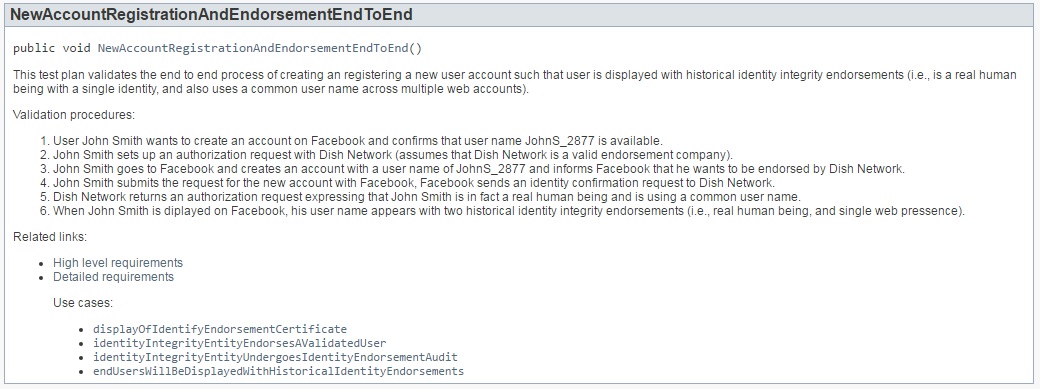 NewAccountRegistrationAndEndorsementEndToEnd
public void NewAccountRegistrationAndEndorsementEndToEnd()
This test plan validates the end to end process of creating an registering a new user account such that user is displayed with historical identity integrity endorsements (i.e., is a real human
being with a single identity, and also uses a common user name across multiple web accounts).
Validation procedures:
1. User John Smith wants to create an account on Facebook and confirms that user name JohnS_2877 is available.
2. John Smith sets up an authorization request with Dish Network (assumes that Dish Network is a valid endorsement company).
3. John Smith goes to Facebook and creates an account with a user name of JohnS_2877 and informs Facebook that he wants to be endorsed by Dish Network.
4. John Smith submits the request for the new account with Facebook, Facebook sends an identity confirmation request to Dish Network.
5. Dish Network returns an authorization request expressing that John Smith is in fact a real human being and is using a common user name.
6. When John Smith is diplayed on Facebook, his user name appears with two historical identity integrity endorsements (i.e., real human being, and single web pressence).
Related links:
• High level requirements
• Detailed requirements
Use cases:
• displayOfIdentifyEndorsementCertificate
• identityIntegrityEntityEndorsesAValidatedUser
• identityIntegrityEntityUndergoesIdentityEndorsementAudit
• endUsersWillBeDisplayedWithHistoricalIdentityEndorsements